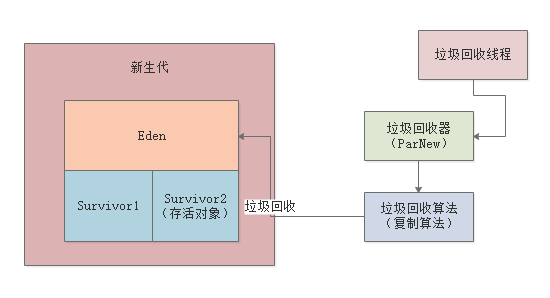 新生代
Eden
Survivor1
Survivor2
(存活对象)
垃圾回收
垃圾回收线程
垃圾回收器
(ParNew)
垃圾回收算法
(复制算法)